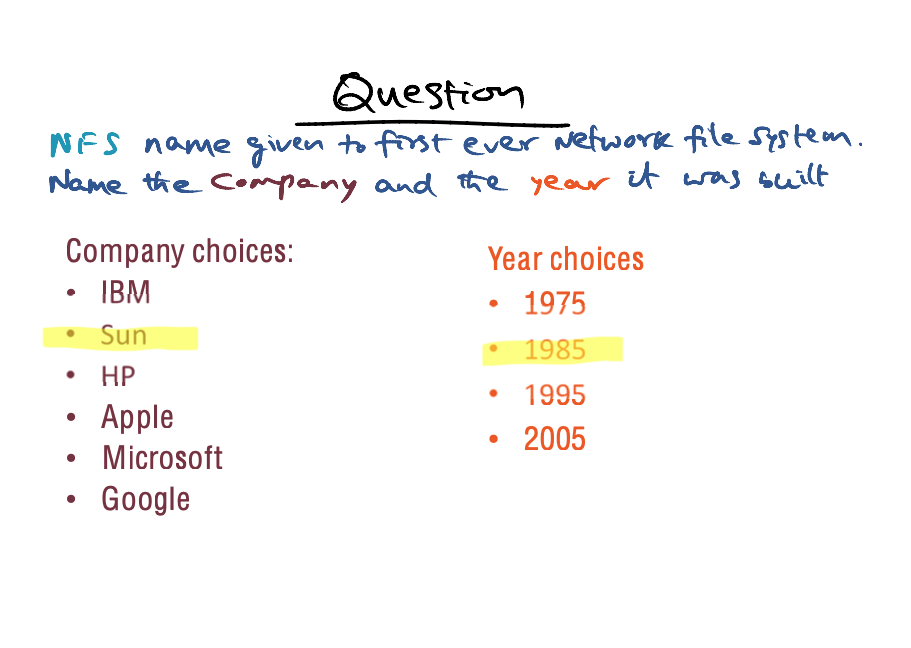 Question
NFS name given to first ever network file system.
Name the Company and the year it was built
Company choices:
• IBM
• Sun
• HP
• Apple
• Microsoft
• Google
Year choices
• 1975
• 1985
• 1995
• 2005